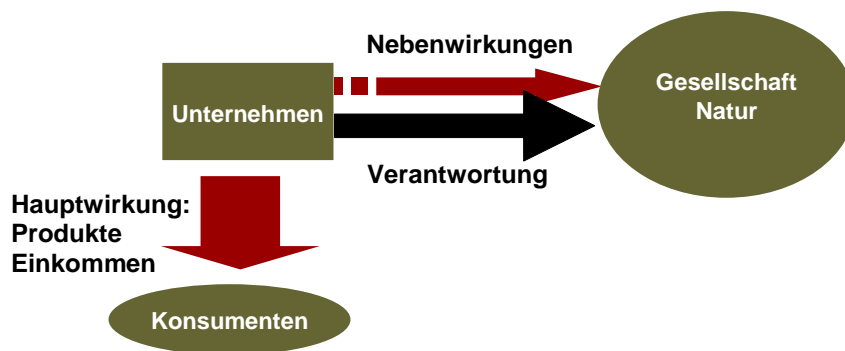 Nebenwirkungen
Unternehmen
Gesellschaft
Natur
Verantwortung
Hauptwirkung:
Produkte
Einkommen
Konsumenten